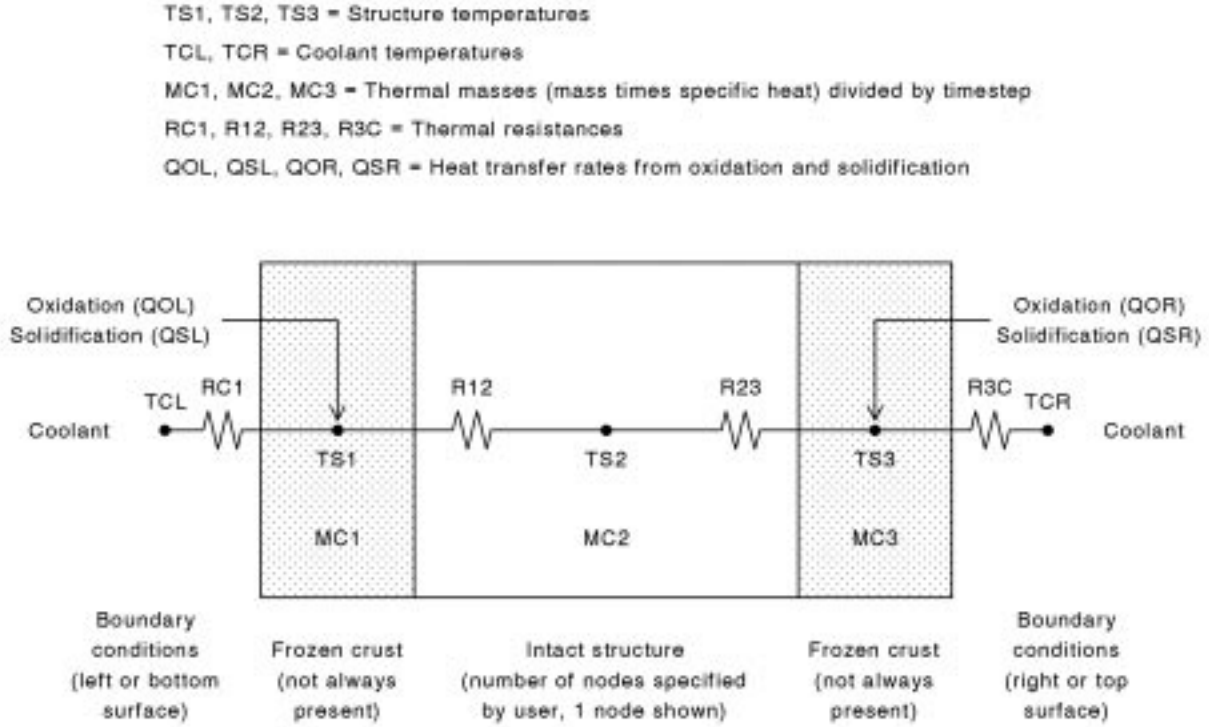 TS1, TS2, TS3 = Structure temperatures
TCL, TCR = Coolant temperatures
MC1, MC2, MC3 = Thermal masses (mass times specific heat) divided by timestep
RC1, R12, R23, R3C = Thermal resistances
QOL, QSL, QOR, QSR = Heat transfer rates from oxidation and solidification
Oxidation (QOL)
Solidification (QSL)
Oxidation (QOR)
Solidification (QSR)
RC1
R12
R23
R3C
TCL
TCR
Coolant
Coolant
TS1
TS2
TS3
MC1
MC2
MC3
Boundary
conditions
(left or bottom
surface)
Frozen crust
(not always
present)
Intact structure
(number of nodes specified
by user, 1 node shown)
Frozen crust
(not always
present)
Boundary
conditions
(right or top
surface)